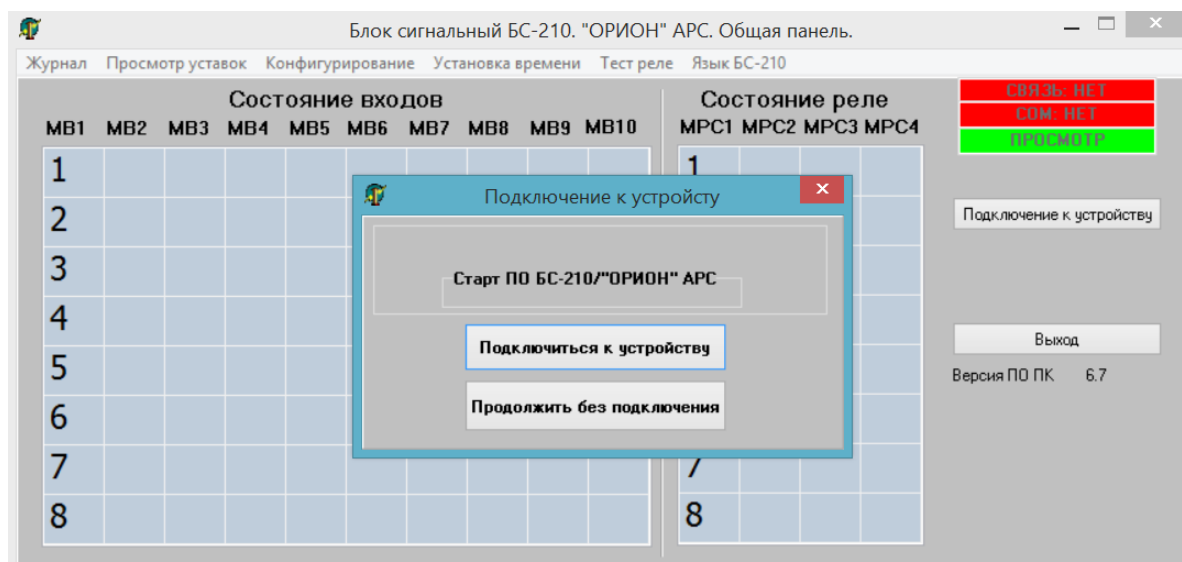 Блок сигнальный БС-210. "ОРИОН" АРС. Общая панель.
Журнал Просмотр уставок Конфигурирование Установка времени Тест реле Язык БС-210
Состояние входов
МВ1 МВ2 МВ3 МВ4 МВ5 МВ6 МВ7 МВ8 МВ9 МВ10
1
2
3
4
5
6
7
8
Состояние реле
МРС1 МРС2 МРС3 МРС4
1
7
8
СВЯЗЬ: НЕТ
COM: НЕТ
ПРОСМОТР
Подключение к устройству
Выход
Версия ПО ПК 6.7
Подключение к устройсту
Старт ПО БС-210/"ОРИОН" АРС
Подключиться к устройству
Продолжить без подключения